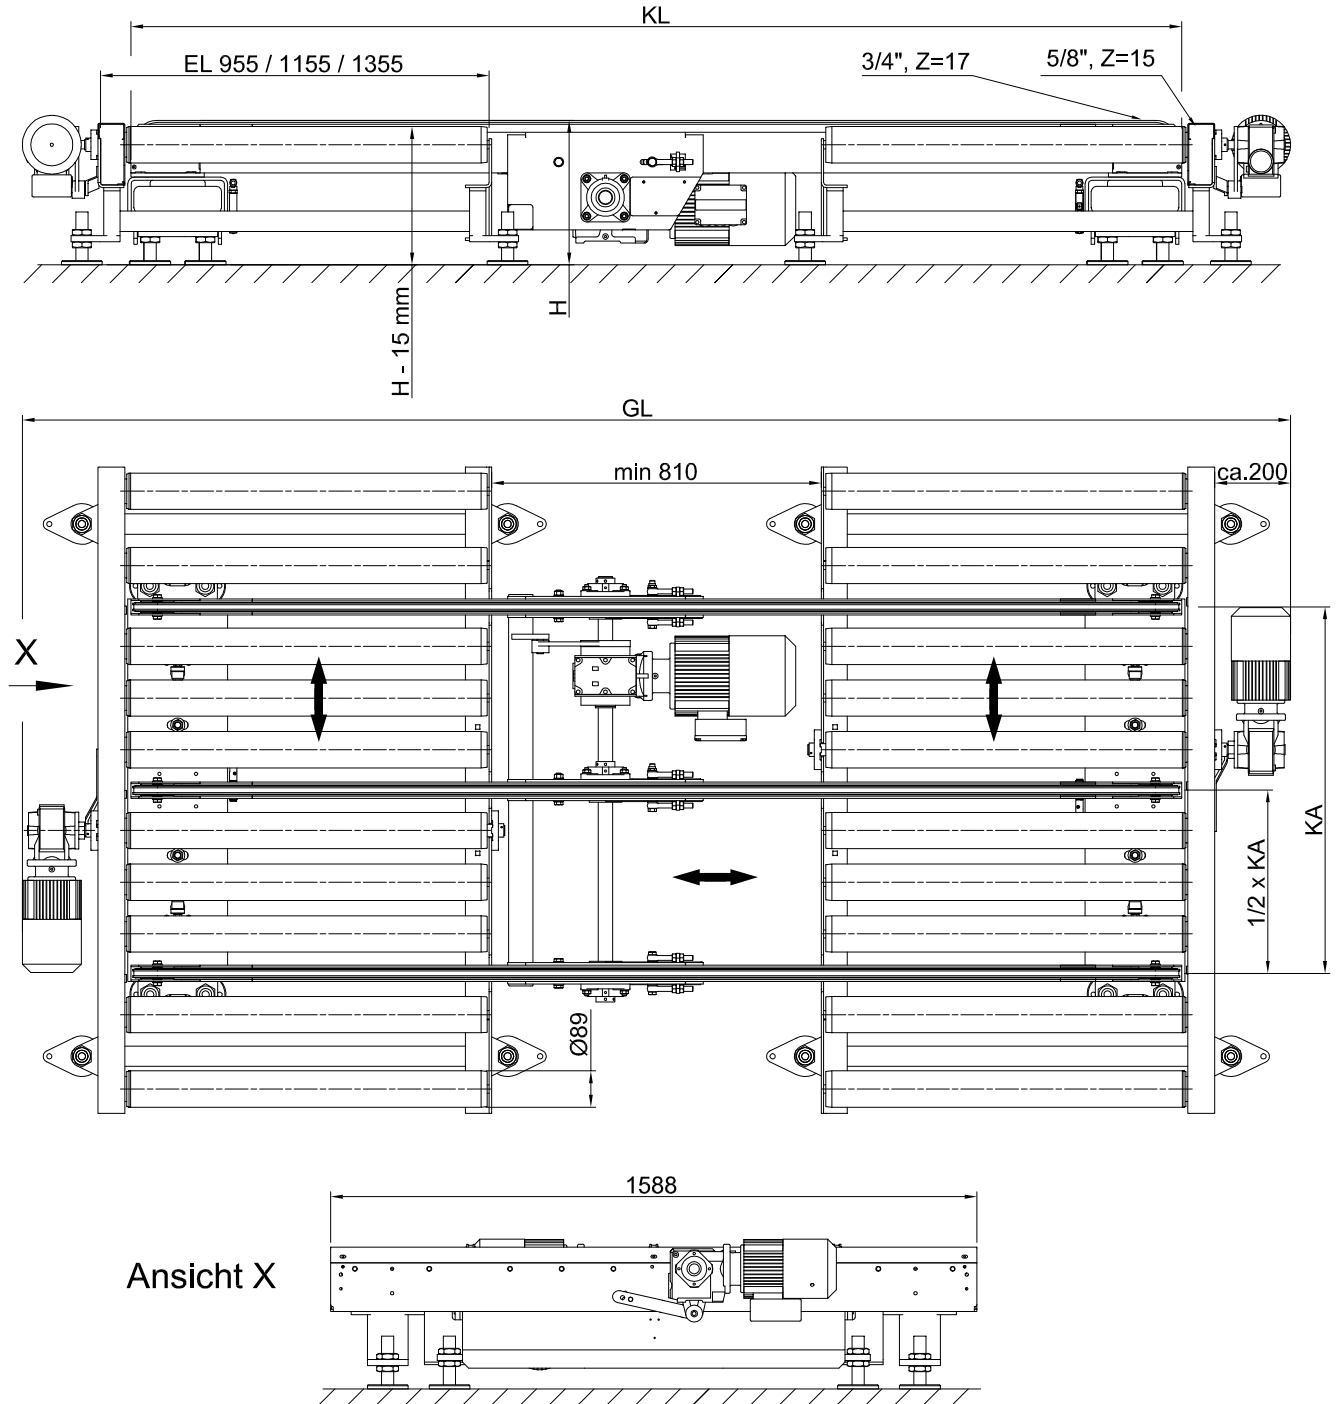 KL
EL 955 / 1155 / 1355
3/4", Z=17
5/8", Z=15
H - 15 mm
H
GL
min 810
ca.200
X
KA
1/2 x KA
Ø89
1588
Ansicht X